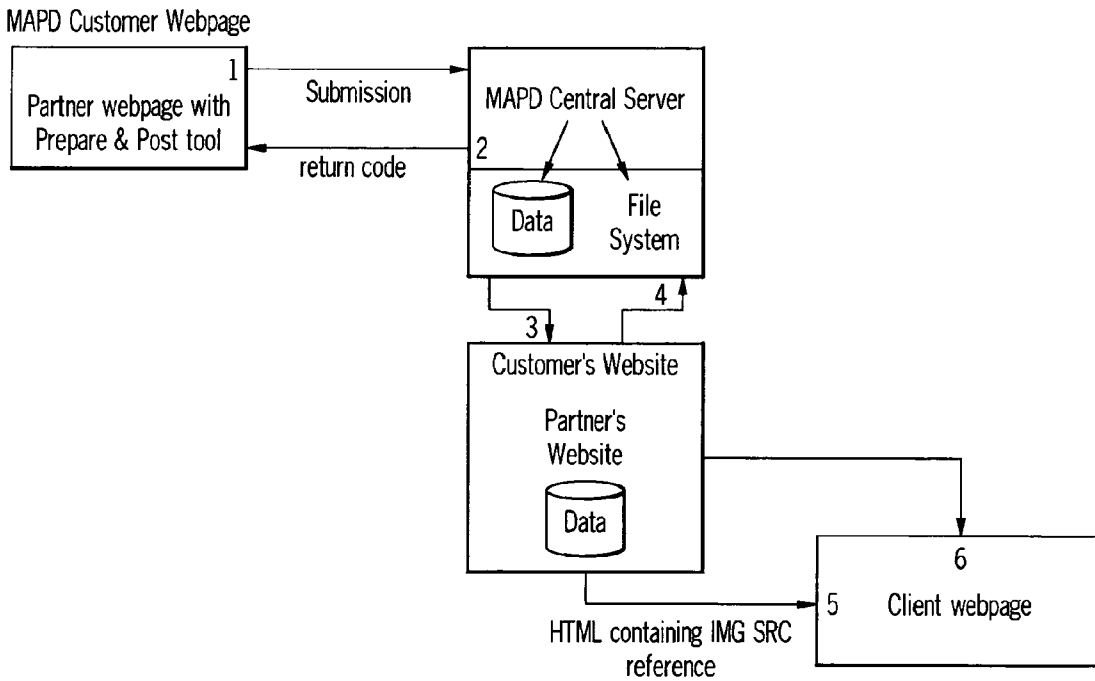 MAPD Customer Webpage
1
Partner webpage with
Prepare & Post tool
Submission
MAPD Central Server
2
return code
Data
File
System
3
4
Customer's Website
Partner's
Website
Data
6
5
Client webpage
HTML containing IMG SRC
reference